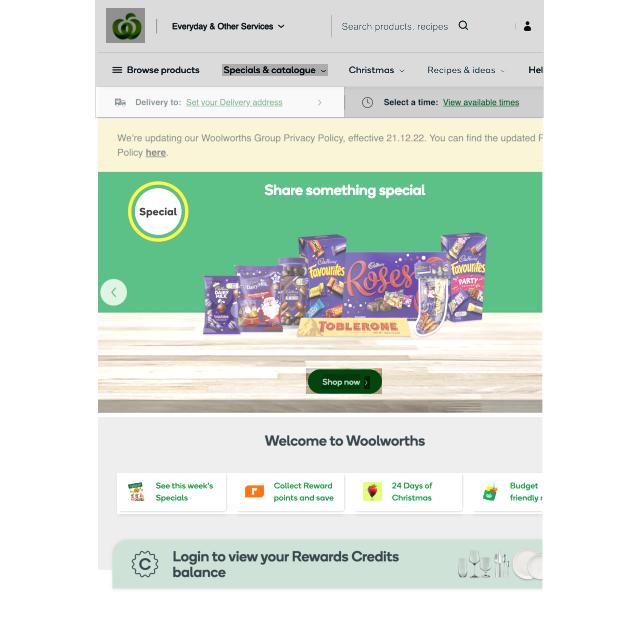 Everyday & Other Services
Search products, recipes
Browse products
Specials & catalogue
Christmas
Recipes & ideas
Hel
Delivery to: Set your Delivery address
Select a time: View available times
We're updating our Woolworths Group Privacy Policy, effective 21.12.22. You can find the updated P
Policy here.
Share something special
Special
Cadbury
Favourites
Cadbury
Roses
Cadbury
Favourites
PARTY
DAIRY
MILK
Dairy Milk
TOBLERONE
Shop now
Welcome to Woolworths
See this week's
Specials
Collect Reward
points and save
24 Days of
Christmas
Budget
friendly r
C
Login to view your Rewards Credits
balance